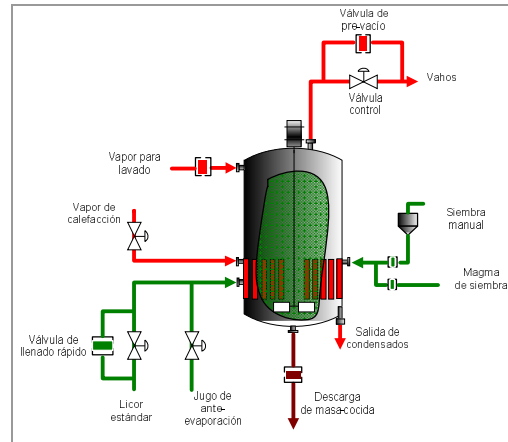 Válvula de
pre-vacío
Vahos
Válvula
control
Vapor para
lavado
Vapor de
calefacción
Siembra
manual
Magma
de siembra
Válvula de
llenado rápido
Salida de
condensados
Licor
estándar
Jugo de
ante-
evaporación
Descarga
de masa-cocida